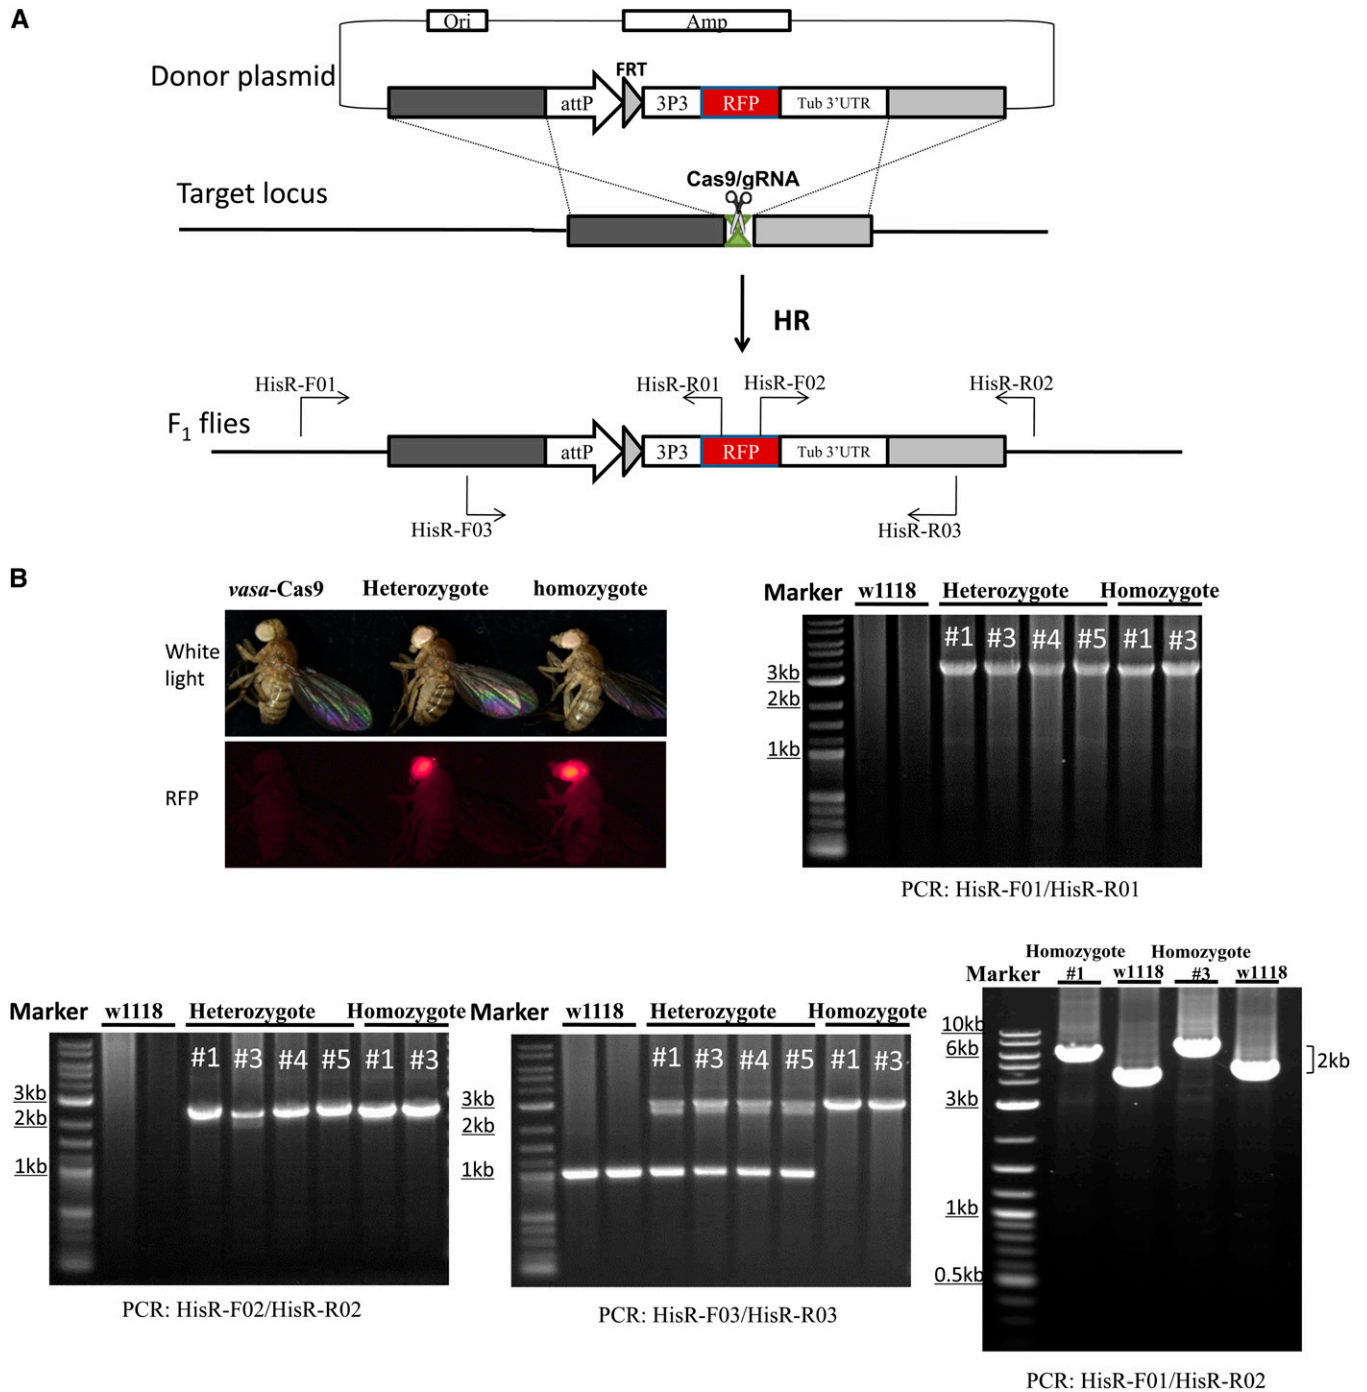 A
Ori
Amp
Donor plasmid
FRT
attP
3P3
RFP
Tub 3'UTR
Cas9/gRNA
Target locus
HR
HisR-F01
HisR-R01
HisR-F02
HisR-R02
F1 flies
attP
3P3
RFP
Tub 3'UTR
HisR-F03
HisR-R03
B
vasa-Cas9 Heterozygote homozygote
White
light
RFP
Marker w1118 Heterozygote Homozygote
#1 #3 #4 #5 #1 #3
3kb
2kb
1kb
PCR: HisR-F01/HisR-R01
Marker w1118 Heterozygote Homozygote
#1 #3 #4 #5 #1 #3
3kb
2kb
1kb
PCR: HisR-F02/HisR-R02
Marker w1118 Heterozygote Homozygote
#1 #3 #4 #5 #1 #3
3kb
2kb
1kb
PCR: HisR-F03/HisR-R03
Homozygote Homozygote
Marker #1 w1118 #3 w1118
10kb
6kb
3kb
1kb
0.5kb
2kb
PCR: HisR-F01/HisR-R02